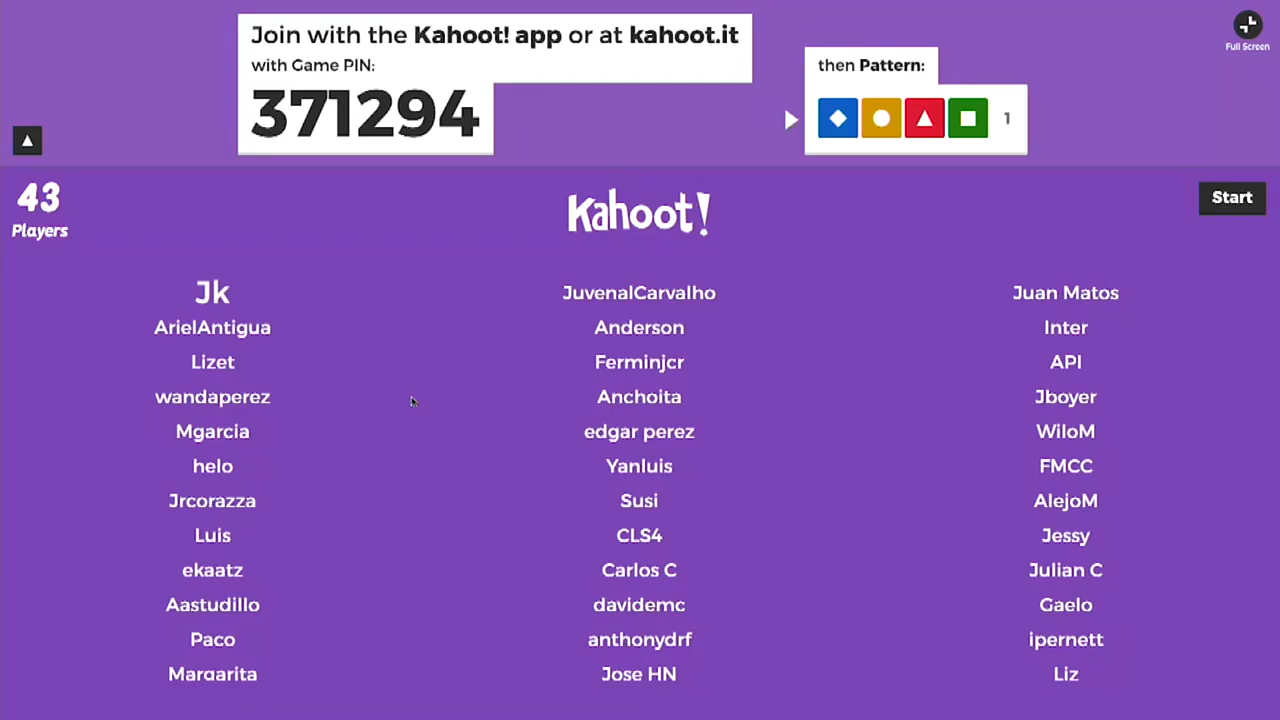 Join with the Kahoot! app or at kahoot.it
with Game PIN:
371294
then Pattern:
1
Full Screen
43
Players
Kahoot!
Start
Jk
JuvenalCarvalho
Juan Matos
ArielAntigua
Anderson
Inter
Lizet
Ferminjcr
API
wandaperez
Anchoita
Jboyer
Mgarcia
edgar perez
WiloM
helo
Yanluis
FMCC
Jrcorazza
Susi
AlejoM
Luis
CLS4
Jessy
ekaatz
Carlos C
Julian C
Aastudillo
davidemc
Gaelo
Paco
anthonydrf
ipernett
Margarita
Jose HN
Liz